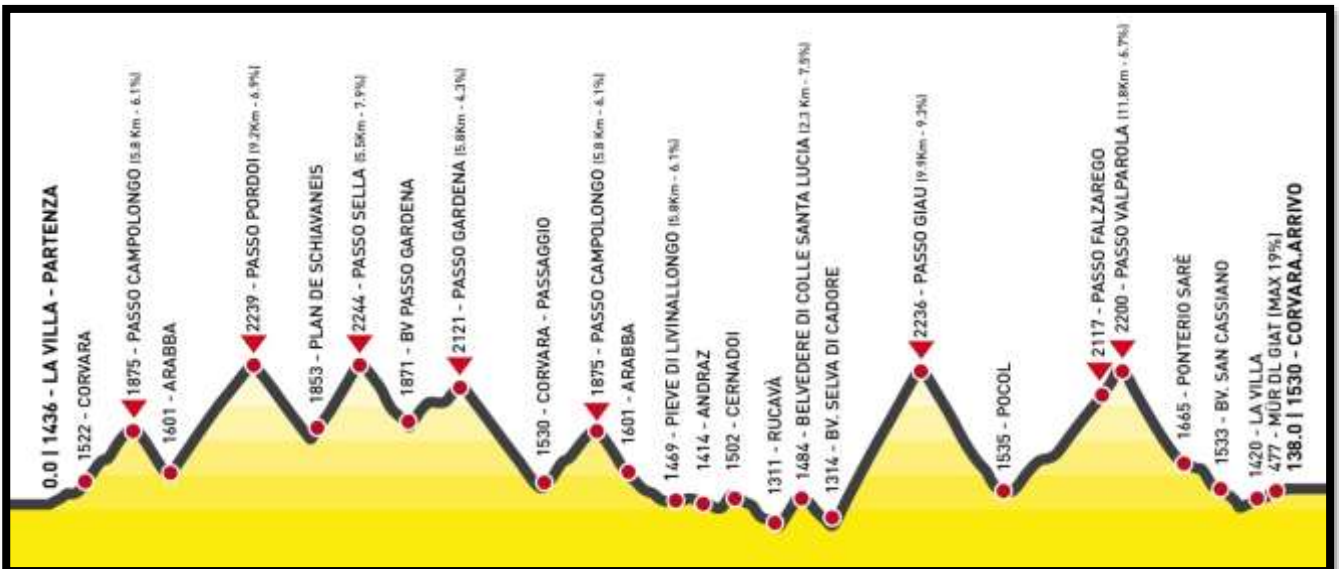 0.0 | 1436 - LA VILLA - PARTENZA
1522 - CORVARA
1875 - PASSO CAMPOLONGO (5.8 Km - 6.1%)
1601 - ARABBA
2239 - PASSO PORDOI (9.2Km - 6.9%)
1853 - PLAN DE SCHIAVANEIS
2244 - PASSO SELLA (5.5Km - 7.9%)
1871 - BV PASSO GARDENA
2121 - PASSO GARDENA (5.8Km - 4.3%)
1530 - CORVARA - PASSAGGIO
1875 - PASSO CAMPOLONGO (5.8 Km - 6.1%)
1601 - ARABBA
1469 - PIEVE DI LIVINALLONGO (5.8Km - 6.1%)
1414 - ANDRAZ
1502 - CERNADOI
1311 - RUCAVÀ
1484 - BELVEDERE DI COLLE SANTA LUCIA (2.3 Km - 7.5%)
1314 - BV. SELVA DI CADORE
2236 - PASSO GIAU (9.9Km - 9.3%)
1535 - POCOL
2117 - PASSO FALZAREGO
2200 - PASSO VALPAROLA (11.8Km - 6.7%)
1665 - PONTERIO SARÈ
1533 - BV. SAN CASSIANO
1420 - LA VILLA
477 - MÜR DL GIAT (MAX 19%)
138.0 | 1530 - CORVARA.ARRIVO